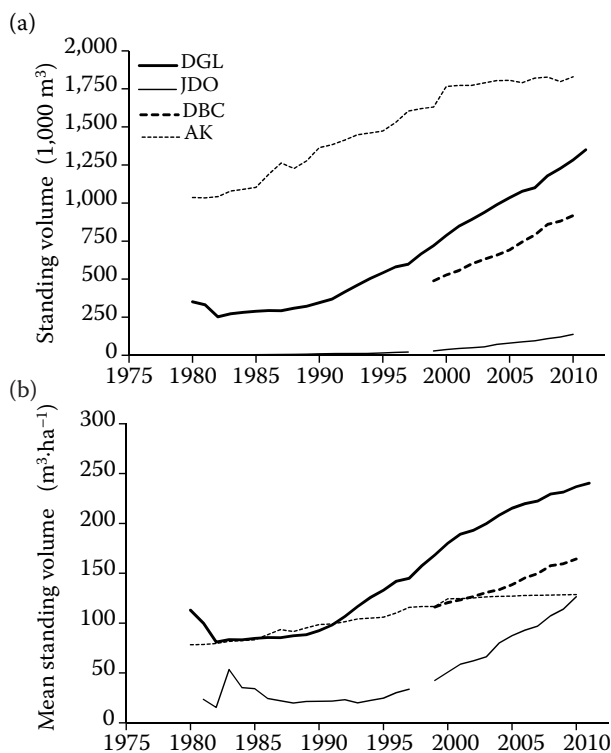 (a)
2,000
1,750
1,500
1,250
1,000
750
500
250
0
Standing volume (1,000 m³)
DGL
JDO
DBC
AK
1975 1980 1985 1990 1995 2000 2005 2010
(b)
300
250
200
150
100
50
0
Mean standing volume (m³·ha⁻¹)
1975 1980 1985 1990 1995 2000 2005 2010